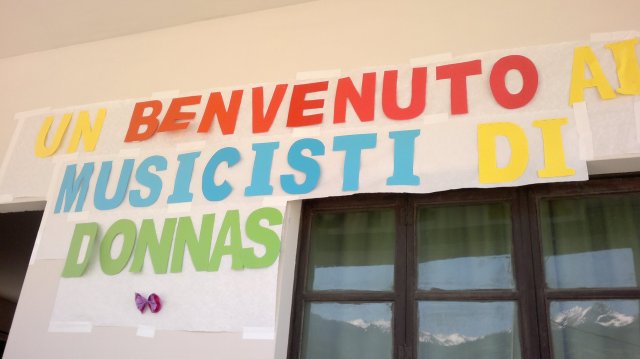 UN BENVENUTO AI
MUSICISTI DI
DONNAS